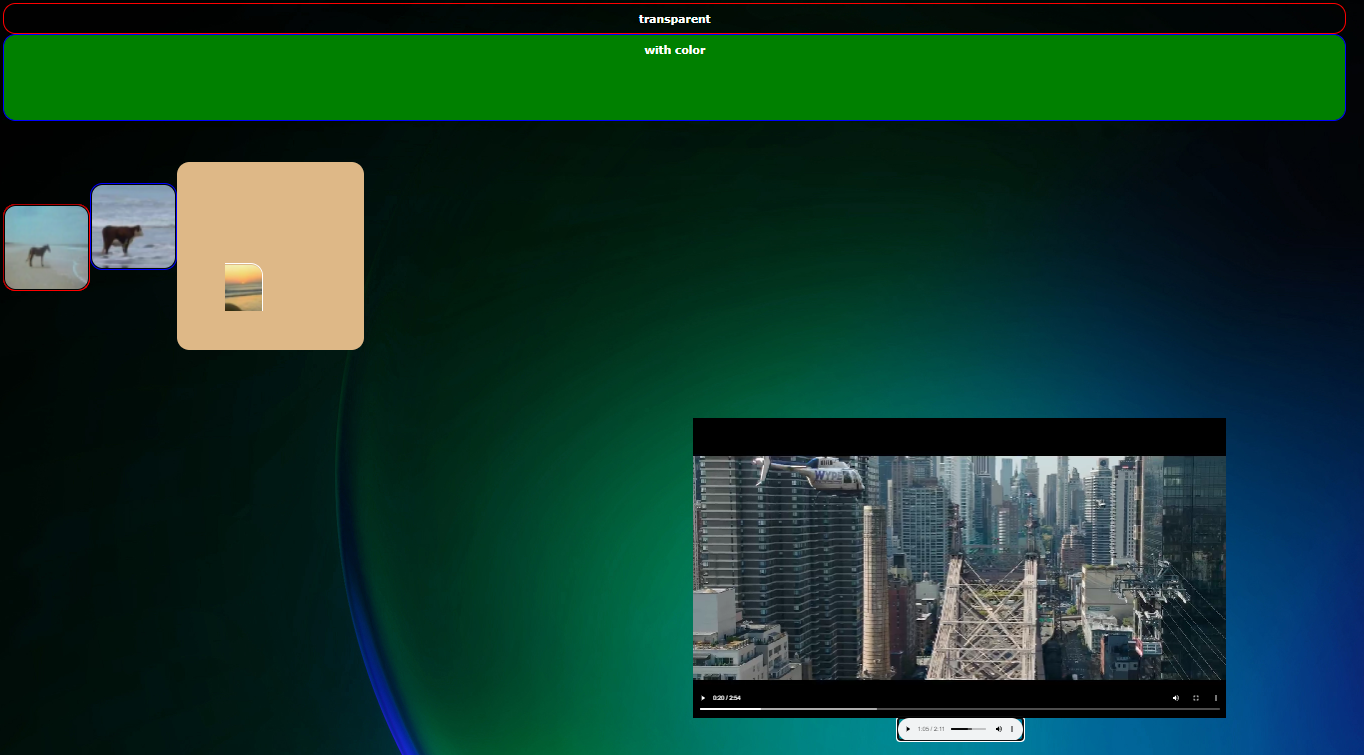 transparent
with color
0:20 / 2:54
1:05 / 2:11